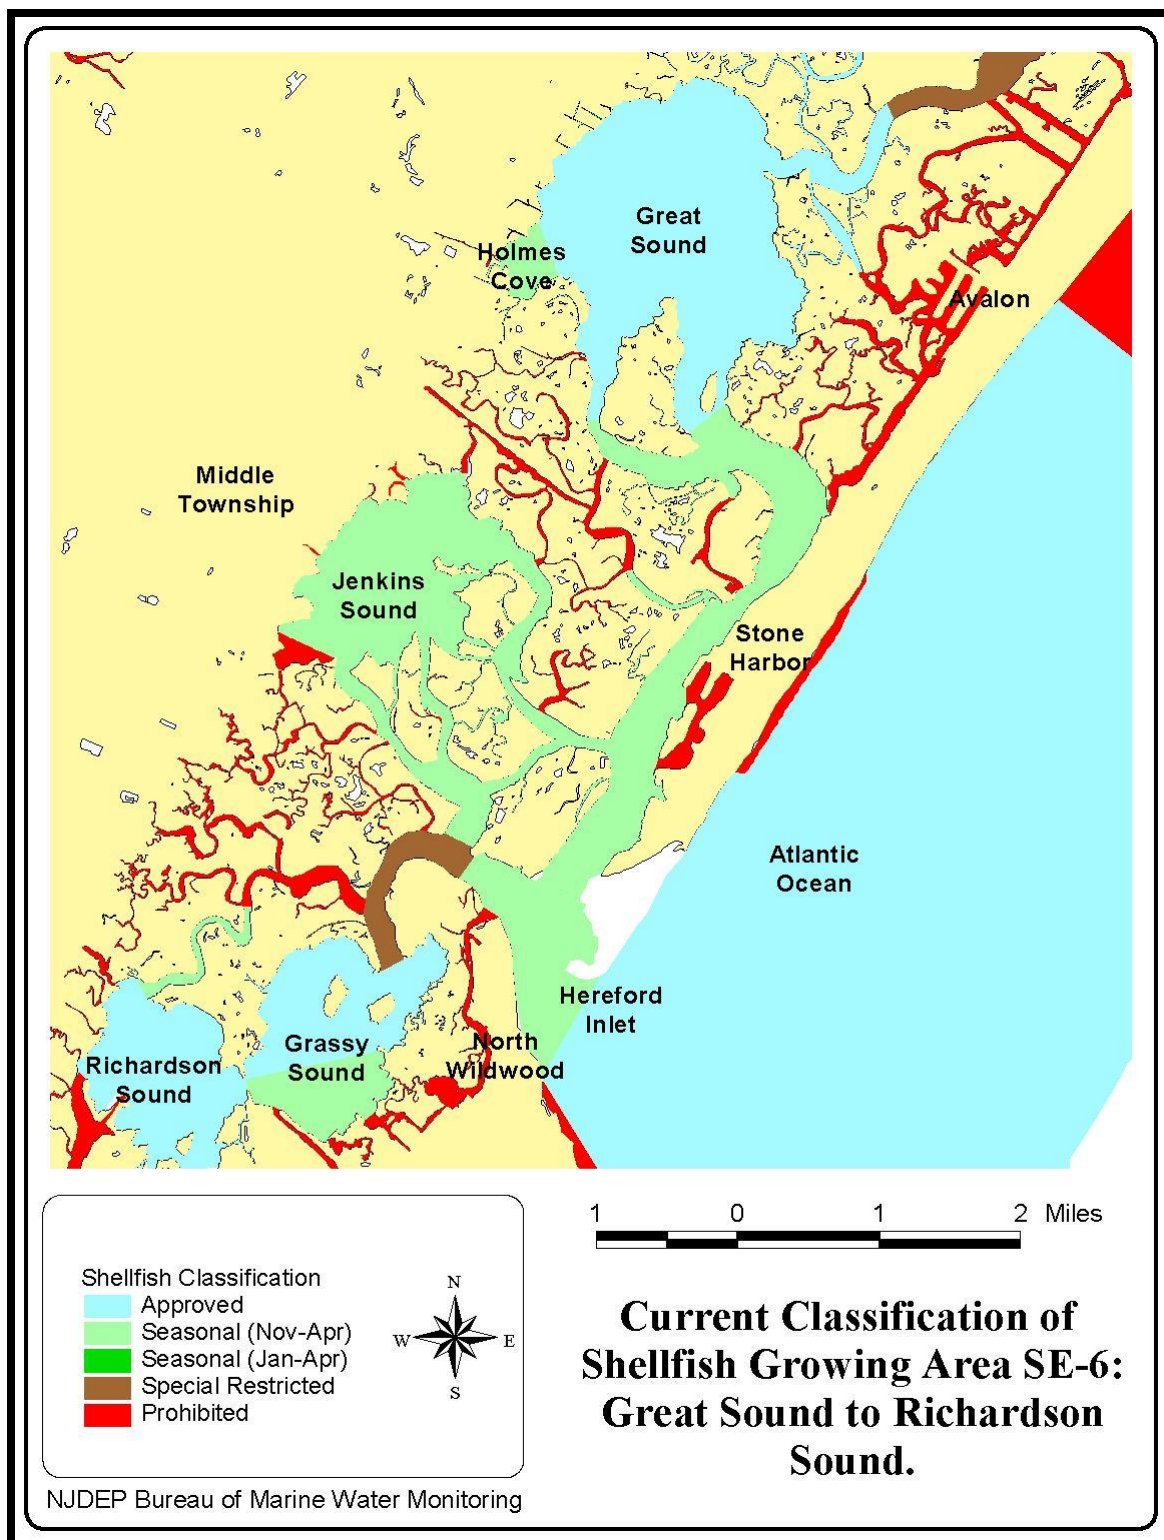 Great
Sound
Holmes
Cove
Avalon
Middle
Township
Jenkins
Sound
Stone
Harbor
Atlantic
Ocean
Hereford
Inlet
Grassy
Sound
North
Wildwood
Richardson
Sound
1 0 1 2 Miles
Shellfish Classification
Approved
Seasonal (Nov-Apr)
Seasonal (Jan-Apr)
Special Restricted
Prohibited
N
W E
S
Current Classification of
Shellfish Growing Area SE-6:
Great Sound to Richardson
Sound.
NJDEP Bureau of Marine Water Monitoring